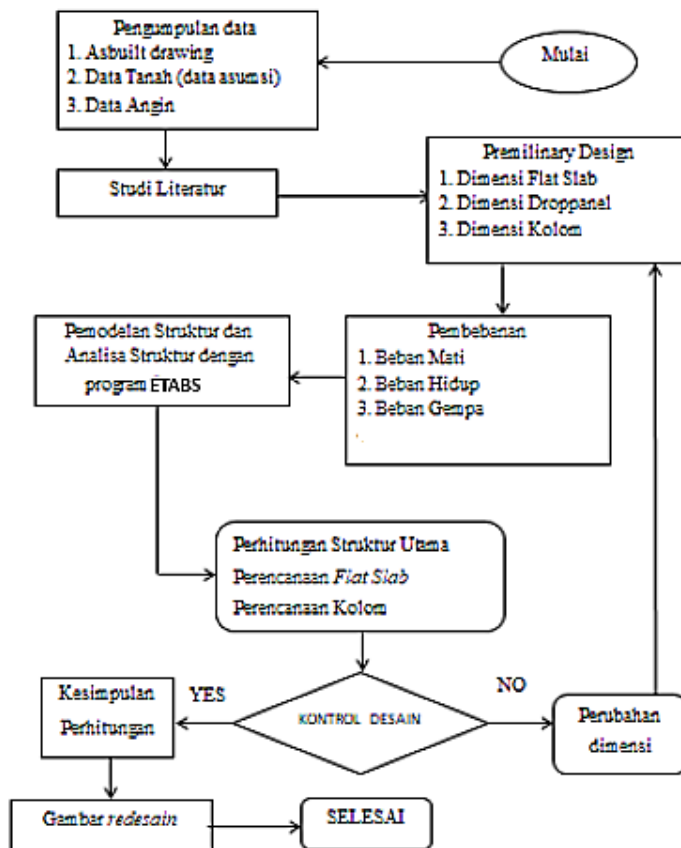 Mulai
Pengumpulan data
1. Asbuilt drawing
2. Data Tanah (data asumsi)
3. Data Angin
Studi Literatur
Premilinary Design
1. Dimensi Flat Slab
2. Dimensi Droppanel
3. Dimensi Kolom
Pembebanan
1. Beban Mati
2. Beban Hidup
3. Beban Gempa
Pemodelan Struktur dan
Analisa Struktur dengan
program ETABS
Perhitungan Struktur Utama
Perencanaan Flat Slab
Perencanaan Kolom
KONTROL DESAIN
YES
NO
Kesimpulan
Perhitungan
Perubahan
dimensi
Gambar redesain
SELESAI